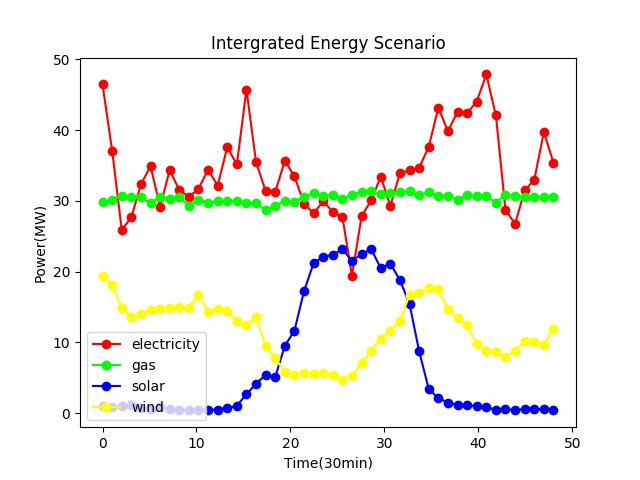 Intergrated Energy Scenario
Power(MW)
50
40
30
20
10
0
electricity
gas
solar
wind
0 10 20 30 40 50
Time(30min)